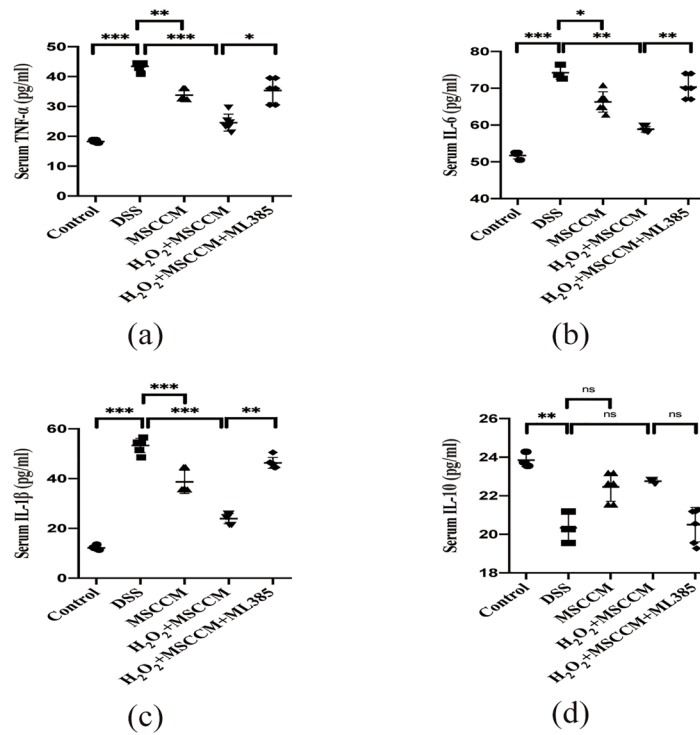 **
***
***
*
Serum TNF-α (pg/ml)
50
40
30
20
10
0
Control
DSS
MSCCM
H₂O₂+MSCCM
H₂O₂+MSCCM+ML385
(a)
*
***
**
**
Serum IL-6 (pg/ml)
80
70
60
50
40
Control
DSS
MSCCM
H₂O₂+MSCCM
H₂O₂+MSCCM+ML385
(b)
***
***
***
**
Serum IL-1β (pg/ml)
60
40
20
0
Control
DSS
MSCCM
H₂O₂+MSCCM
H₂O₂+MSCCM+ML385
(c)
ns
**
ns
ns
Serum IL-10 (pg/ml)
26
24
22
20
18
Control
DSS
MSCCM
H₂O₂+MSCCM
H₂O₂+MSCCM+ML385
(d)